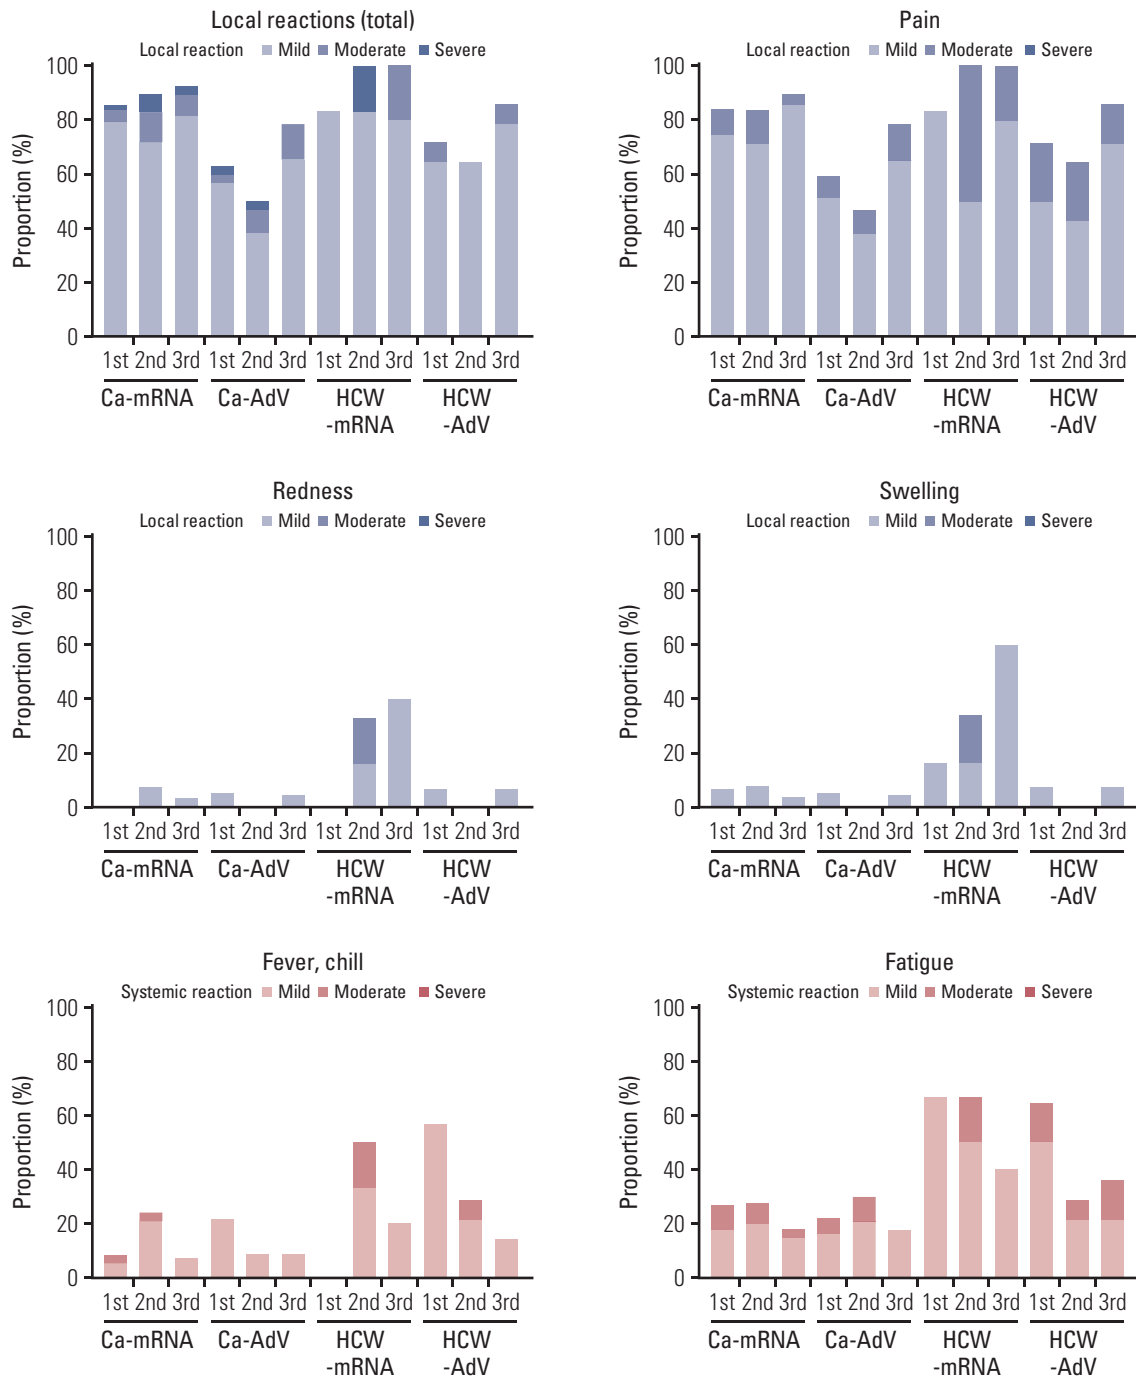 Local reactions (total)
Local reaction Mild Moderate Severe
Proportion (%)
100
80
60
40
20
0
1st 2nd 3rd 1st 2nd 3rd 1st 2nd 3rd 1st 2nd 3rd
Ca-mRNA Ca-AdV HCW HCW
-mRNA -AdV
Pain
Local reaction Mild Moderate Severe
Proportion (%)
100
80
60
40
20
0
1st 2nd 3rd 1st 2nd 3rd 1st 2nd 3rd 1st 2nd 3rd
Ca-mRNA Ca-AdV HCW HCW
-mRNA -AdV
Redness
Local reaction Mild Moderate Severe
Proportion (%)
100
80
60
40
20
0
1st 2nd 3rd 1st 2nd 3rd 1st 2nd 3rd 1st 2nd 3rd
Ca-mRNA Ca-AdV HCW HCW
-mRNA -AdV
Swelling
Local reaction Mild Moderate Severe
Proportion (%)
100
80
60
40
20
0
1st 2nd 3rd 1st 2nd 3rd 1st 2nd 3rd 1st 2nd 3rd
Ca-mRNA Ca-AdV HCW HCW
-mRNA -AdV
Fever, chill
Systemic reaction Mild Moderate Severe
Proportion (%)
100
80
60
40
20
0
1st 2nd 3rd 1st 2nd 3rd 1st 2nd 3rd 1st 2nd 3rd
Ca-mRNA Ca-AdV HCW HCW
-mRNA -AdV
Fatigue
Systemic reaction Mild Moderate Severe
Proportion (%)
100
80
60
40
20
0
1st 2nd 3rd 1st 2nd 3rd 1st 2nd 3rd 1st 2nd 3rd
Ca-mRNA Ca-AdV HCW HCW
-mRNA -AdV